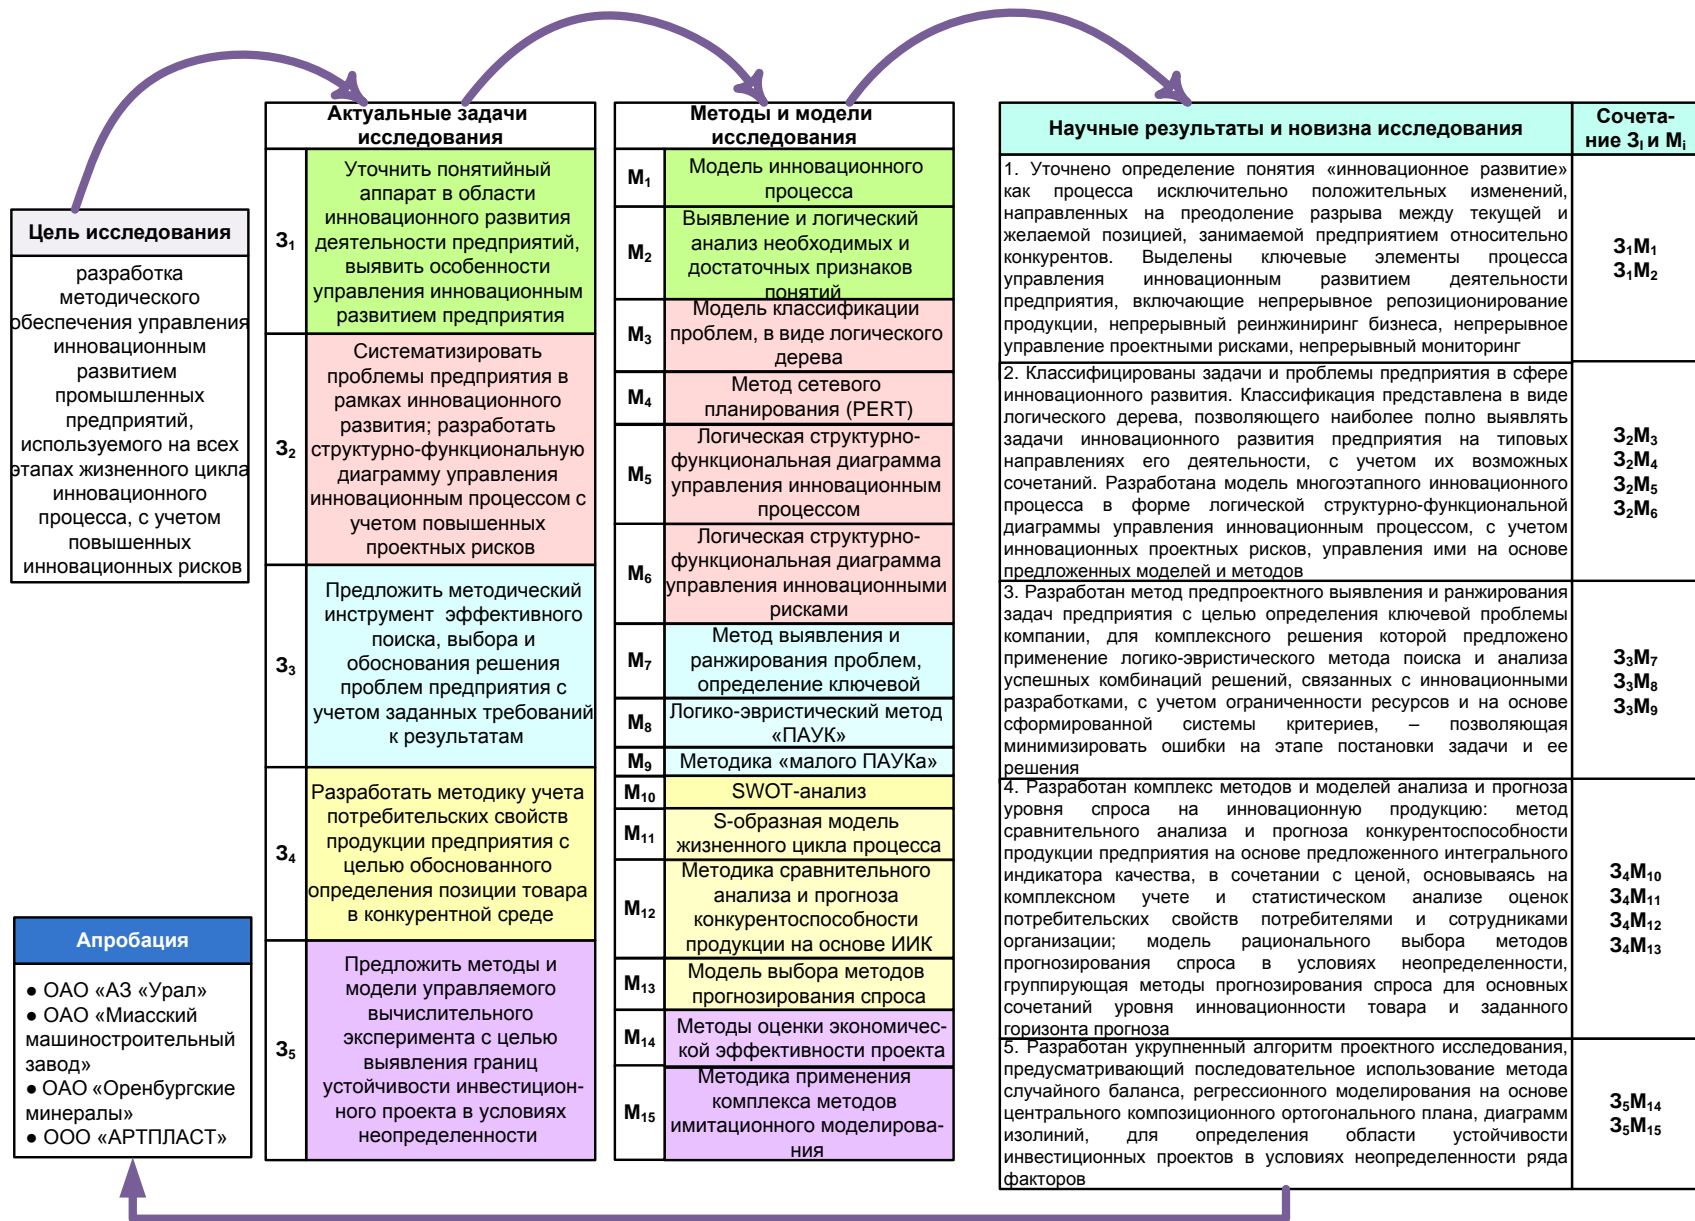 Цель исследования
разработка
методического
обеспечения управления
инновационным
развитием
промышленных
предприятий,
используемого на всех
этапах жизненного цикла
инновационного
процесса, с учетом
повышенных
инновационных рисков
Апробация
● ОАО «АЗ «Урал»
● ОАО «Миасский
машиностроительный
завод»
● ОАО «Оренбургские
минералы»
● ООО «АРТПЛАСТ»
Актуальные задачи
исследования
З₁
Уточнить понятийный
аппарат в области
инновационного развития
деятельности предприятий,
выявить особенности
управления инновационным
развитием предприятия
З₂
Систематизировать
проблемы предприятия в
рамках инновационного
развития; разработать
структурно-функциональную
диаграмму управления
инновационным процессом с
учетом повышенных
проектных рисков
З₃
Предложить методический
инструмент эффективного
поиска, выбора и
обоснования решения
проблем предприятия с
учетом заданных требований
к результатам
З₄
Разработать методику учета
потребительских свойств
продукции предприятия с
целью обоснованного
определения позиции товара
в конкурентной среде
З₅
Предложить методы и
модели управляемого
вычислительного
эксперимента с целью
выявления границ
устойчивости инвестицион-
ного проекта в условиях
неопределенности
Методы и модели
исследования
М₁
Модель инновационного
процесса
М₂
Выявление и логический
анализ необходимых и
достаточных признаков
понятий
М₃
Модель классификации
проблем, в виде логического
дерева
М₄
Метод сетевого
планирования (PERT)
М₅
Логическая структурно-
функциональная диаграмма
управления инновационным
процессом
М₆
Логическая структурно-
функциональная диаграмма
управления инновационными
рисками
М₇
Метод выявления и
ранжирования проблем,
определение ключевой
М₈
Логико-эвристический метод
«ПАУК»
М₉
Методика «малого ПАУКа»
М₁₀
SWOT-анализ
М₁₁
S-образная модель
жизненного цикла процесса
М₁₂
Методика сравнительного
анализа и прогноза
конкурентоспособности
продукции на основе ИИК
М₁₃
Модель выбора методов
прогнозирования спроса
М₁₄
Методы оценки экономичес-
кой эффективности проекта
М₁₅
Методика применения
комплекса методов
имитационного моделирова-
ния
Научные результаты и новизна исследования
Сочета-
ние Зⱼ и Мᵢ
1. Уточнено определение понятия «инновационное развитие»
как процесса исключительно положительных изменений,
направленных на преодоление разрыва между текущей и
желаемой позицией, занимаемой предприятием относительно
конкурентов. Выделены ключевые элементы процесса
управления инновационным развитием деятельности
предприятия, включающие непрерывное репозиционирование
продукции, непрерывный реинжиниринг бизнеса, непрерывное
управление проектными рисками, непрерывный мониторинг
З₁М₁
З₁М₂
2. Классифицированы задачи и проблемы предприятия в сфере
инновационного развития. Классификация представлена в виде
логического дерева, позволяющего наиболее полно выявлять
задачи инновационного развития предприятия на типовых
направлениях его деятельности, с учетом их возможных
сочетаний. Разработана модель многоэтапного инновационного
процесса в форме логической структурно-функциональной
диаграммы управления инновационным процессом, с учетом
инновационных проектных рисков, управления ими на основе
предложенных моделей и методов
З₂М₃
З₂М₄
З₂М₅
З₂М₆
3. Разработан метод предпроектного выявления и ранжирования
задач предприятия с целью определения ключевой проблемы
компании, для комплексного решения которой предложено
применение логико-эвристического метода поиска и анализа
успешных комбинаций решений, связанных с инновационными
разработками, с учетом ограниченности ресурсов и на основе
сформированной системы критериев, – позволяющая
минимизировать ошибки на этапе постановки задачи и ее
решения
З₃М₇
З₃М₈
З₃М₉
4. Разработан комплекс методов и моделей анализа и прогноза
уровня спроса на инновационную продукцию: метод
сравнительного анализа и прогноза конкурентоспособности
продукции предприятия на основе предложенного интегрального
индикатора качества, в сочетании с ценой, основываясь на
комплексном учете и статистическом анализе оценок
потребительских свойств потребителями и сотрудниками
организации; модель рационального выбора методов
прогнозирования спроса в условиях неопределенности,
группирующая методы прогнозирования спроса для основных
сочетаний уровня инновационности товара и заданного
горизонта прогноза
З₄М₁₀
З₄М₁₁
З₄М₁₂
З₄М₁₃
5. Разработан укрупненный алгоритм проектного исследования,
предусматривающий последовательное использование метода
случайного баланса, регрессионного моделирования на основе
центрального композиционного ортогонального плана, диаграмм
изолиний, для определения области устойчивости
инвестиционных проектов в условиях неопределенности ряда
факторов
З₅М₁₄
З₅М₁₅